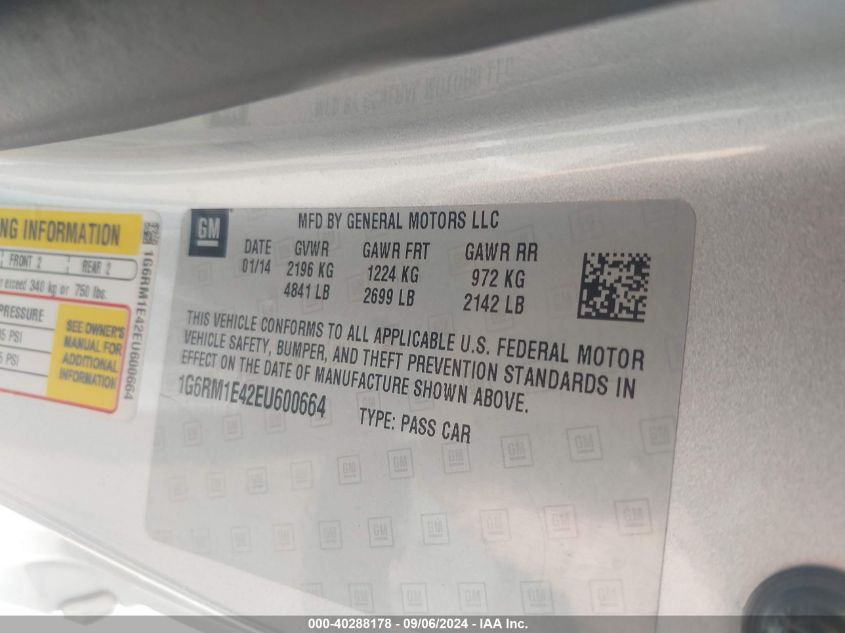 NG INFORMATION
FRONT 2 REAR 2
exceed 340 kg or 750 lbs.
PRESSURE
PSI
PSI
SEE OWNER'S
MANUAL FOR
ADDITIONAL
INFORMATION
1G6RM1E42EU600664
GM
MFD BY GENERAL MOTORS LLC
DATE GVWR GAWR FRT GAWR RR
01/14 2196 KG 1224 KG 972 KG
4841 LB 2699 LB 2142 LB
THIS VEHICLE CONFORMS TO ALL APPLICABLE U.S. FEDERAL MOTOR
VEHICLE SAFETY, BUMPER, AND THEFT PREVENTION STANDARDS IN
EFFECT ON THE DATE OF MANUFACTURE SHOWN ABOVE.
1G6RM1E42EU600664 TYPE: PASS CAR
000-40288178 - 09/06/2024 - IAA Inc.